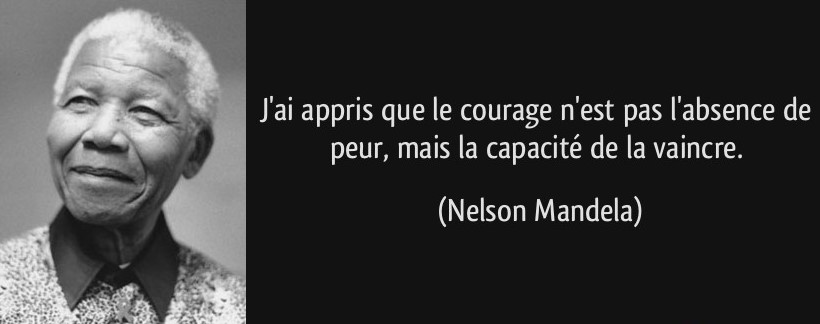 J'ai appris que le courage n'est pas l'absence de
peur, mais la capacité de la vaincre.
(Nelson Mandela)